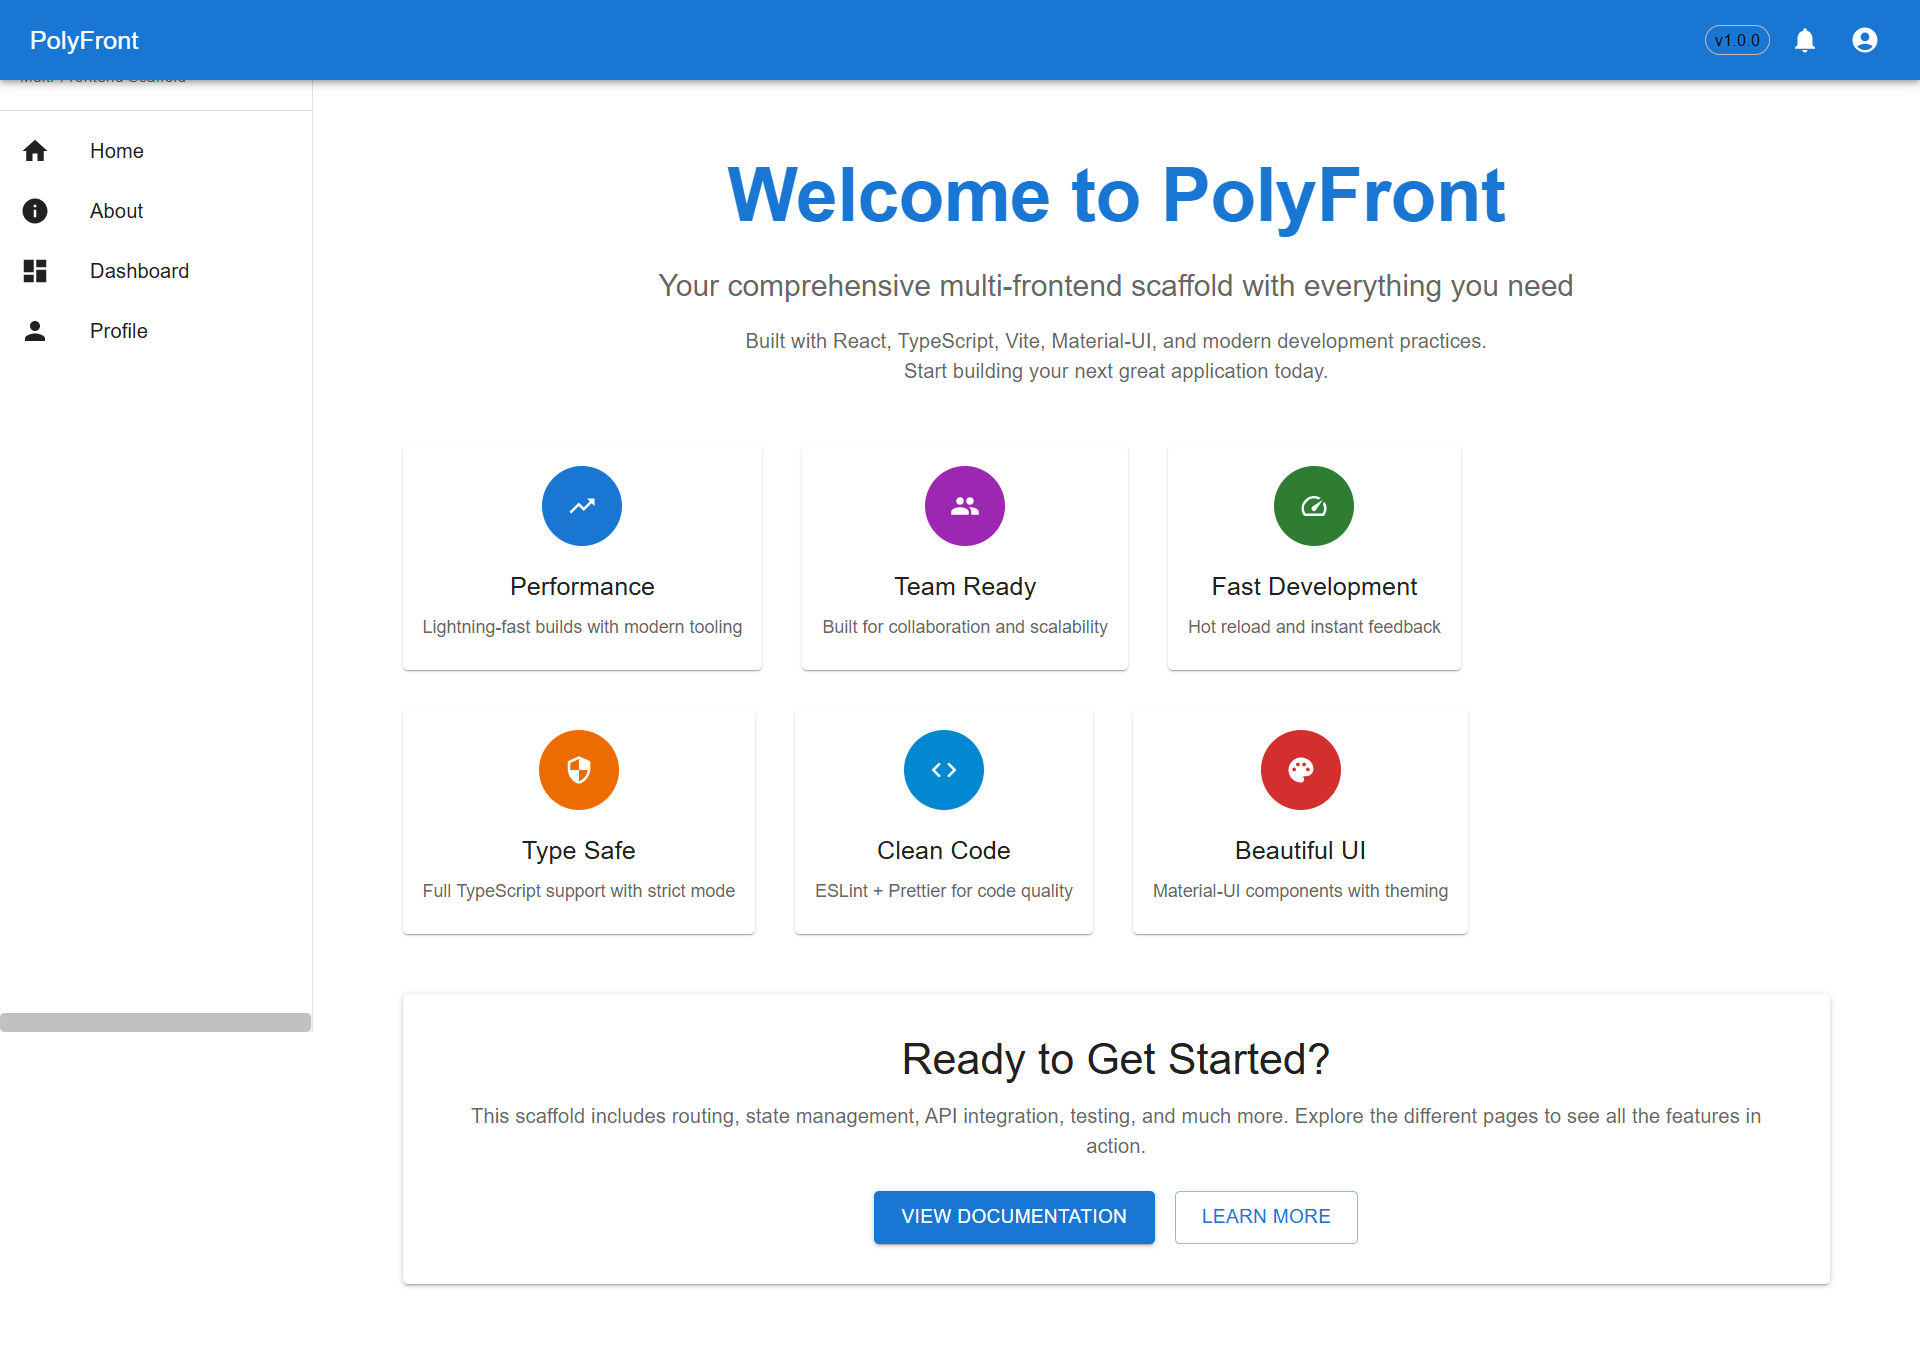 PolyFront
v1.0.0
Multi-Frontend Scaffold
Home
About
Dashboard
Profile
Welcome to PolyFront
Your comprehensive multi-frontend scaffold with everything you need
Built with React, TypeScript, Vite, Material-UI, and modern development practices.
Start building your next great application today.
Performance
Lightning-fast builds with modern tooling
Team Ready
Built for collaboration and scalability
Fast Development
Hot reload and instant feedback
Type Safe
Full TypeScript support with strict mode
Clean Code
ESLint + Prettier for code quality
Beautiful UI
Material-UI components with theming
Ready to Get Started?
This scaffold includes routing, state management, API integration, testing, and much more. Explore the different pages to see all the features in
action.
VIEW DOCUMENTATION
LEARN MORE